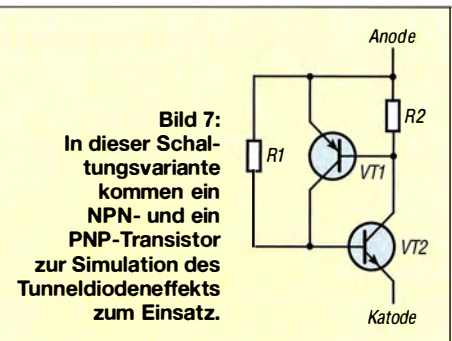 Bild 7:
In dieser Schal-
tungsvariante
kommen ein
NPN- und ein
PNP-Transistor
zur Simulation des
Tunneldiodeneffekts
zum Einsatz.
Anode
R1
R2
VT1
VT2
Katode